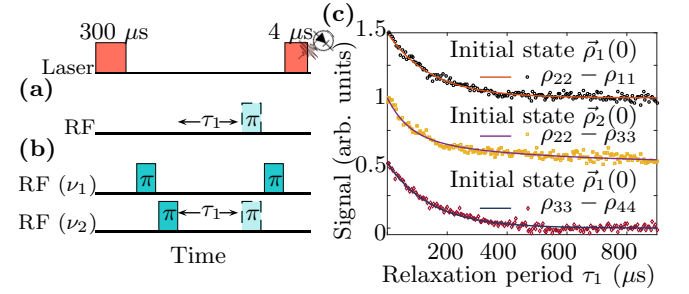 300 μs
4 μs
Laser
(a)
τ₁
π
RF
(b)
RF (ν₁)
π
π
RF (ν₂)
π
τ₁
π
Time
(c)
Signal (arb. units)
1.5
1
0.5
0
Initial state ρ⃗₁(0)
ρ₂₂ − ρ₁₁
Initial state ρ⃗₂(0)
ρ₂₂ − ρ₃₃
Initial state ρ⃗₁(0)
ρ₃₃ − ρ₄₄
200 400 600 800
Relaxation period τ₁ (μs)